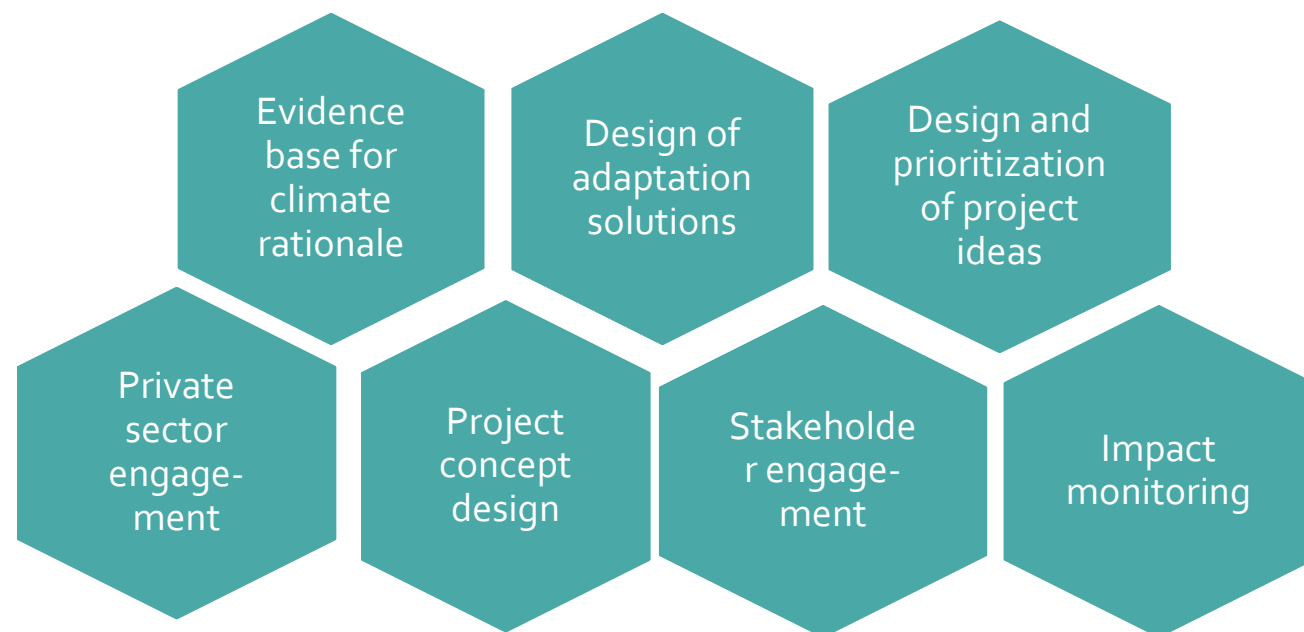 Evidence
base for
climate
rationale
Design of
adaptation
solutions
Design and
prioritization
of project
ideas
Private
sector
engage-
ment
Project
concept
design
Stakeholde
r engage-
ment
Impact
monitoring